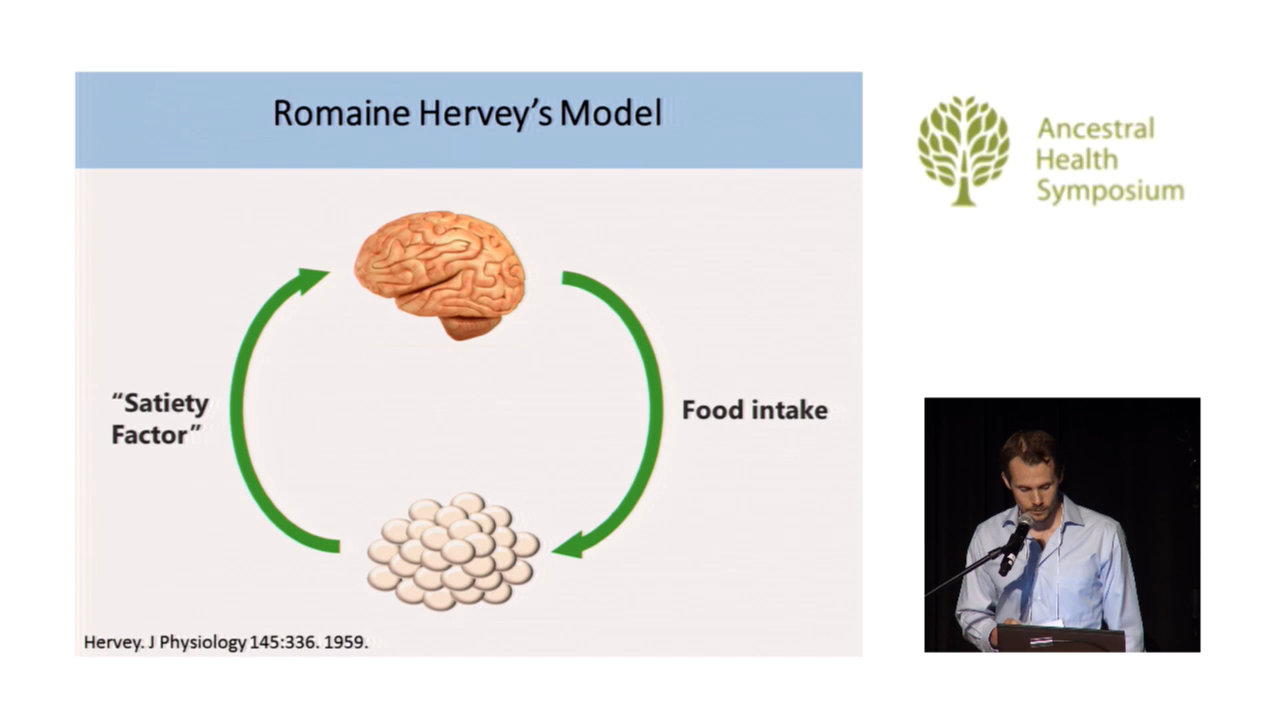 Romaine Hervey’s Model
“Satiety
Factor”
Food intake
Hervey. J Physiology 145:336. 1959.
Ancestral
Health
Symposium